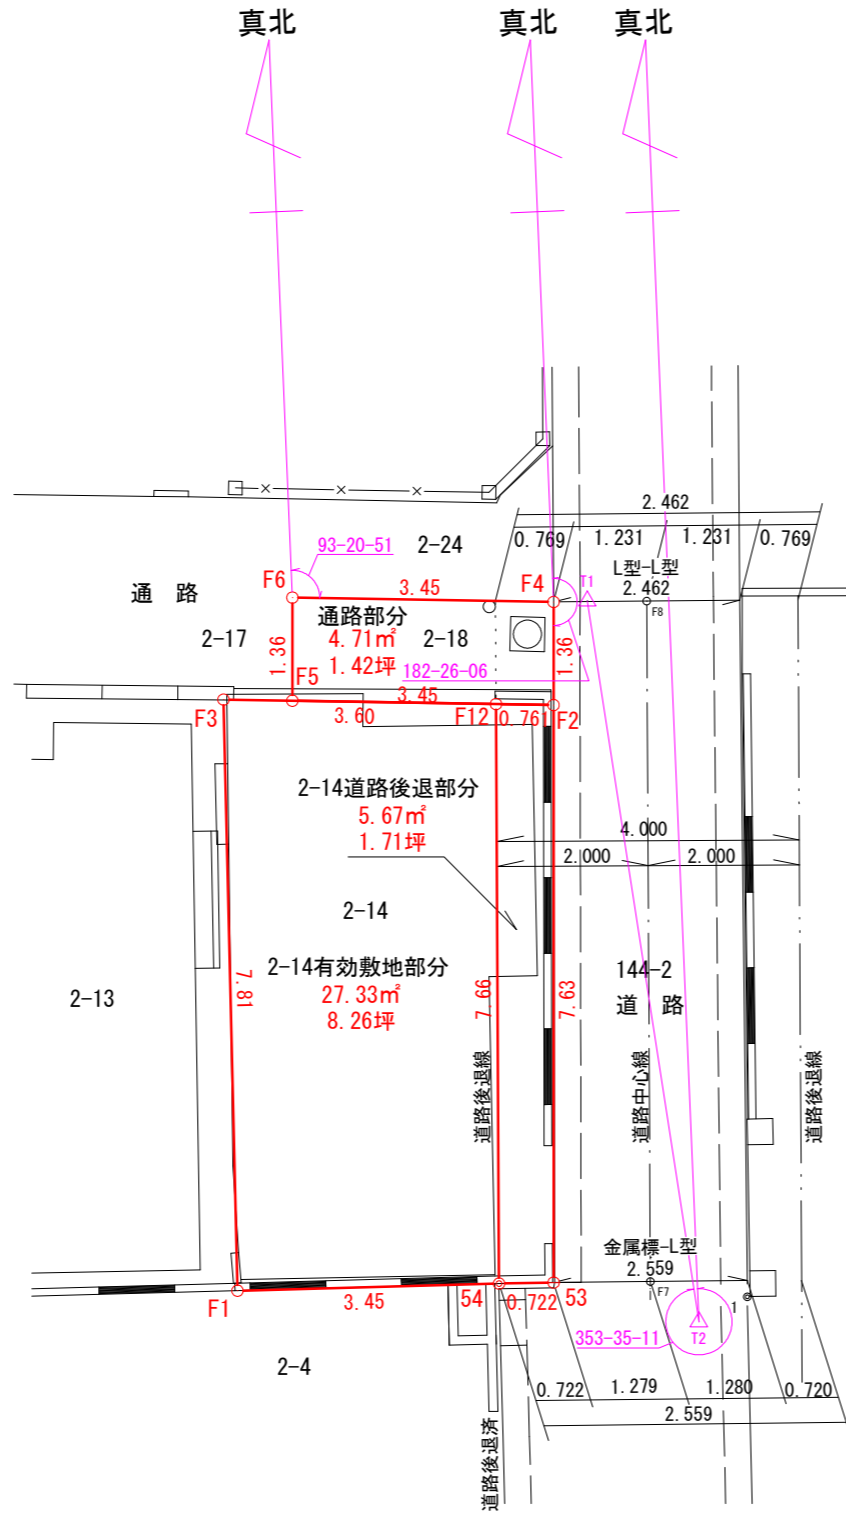 真北
真北
真北
2.462
0.769
1.231
1.231
0.769
93-20-51
2-24
L型-L型
2.462
F6
3.45
F4
T1
F8
通 路
通路部分
4.71㎡
1.42坪
2-17
2-18
1.36
1.36
182-26-06
F5
3.45
F3
3.60
F12
0.761
F2
2-14道路後退部分
5.67㎡
1.71坪
4.000
2.000
2.000
2-14
2-14有効敷地部分
27.33㎡
8.26坪
7.81
7.66
7.63
2-13
144-2
道 路
道路後退線
道路中心線
道路後退線
金属標-L型
2.559
F7
1
F1
3.45
54
0.722
53
353-35-11
T2
2-4
0.722
1.279
1.280
0.720
2.559
道路後退済